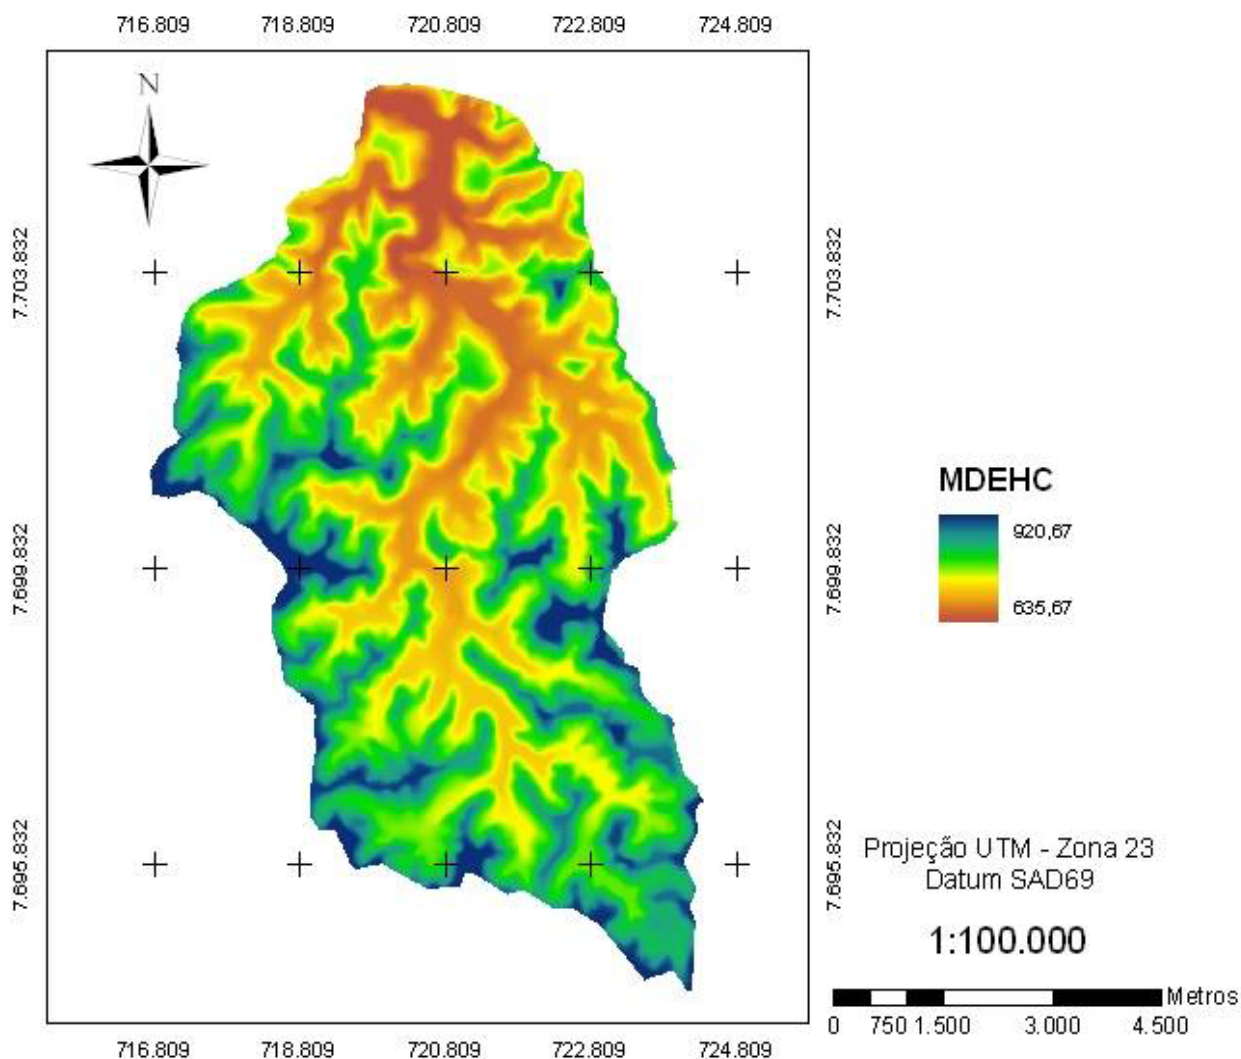 716.809 718.809 720.809 722.809 724.809
N
7.703.832 7.703.832
7.699.832 7.699.832
7.695.832 7.695.832
MDEHC
920,67
635,67
Projeção UTM - Zona 23
Datum SAD69
1:100.000
Metros
0 750 1.500 3.000 4.500
716.809 718.809 720.809 722.809 724.809